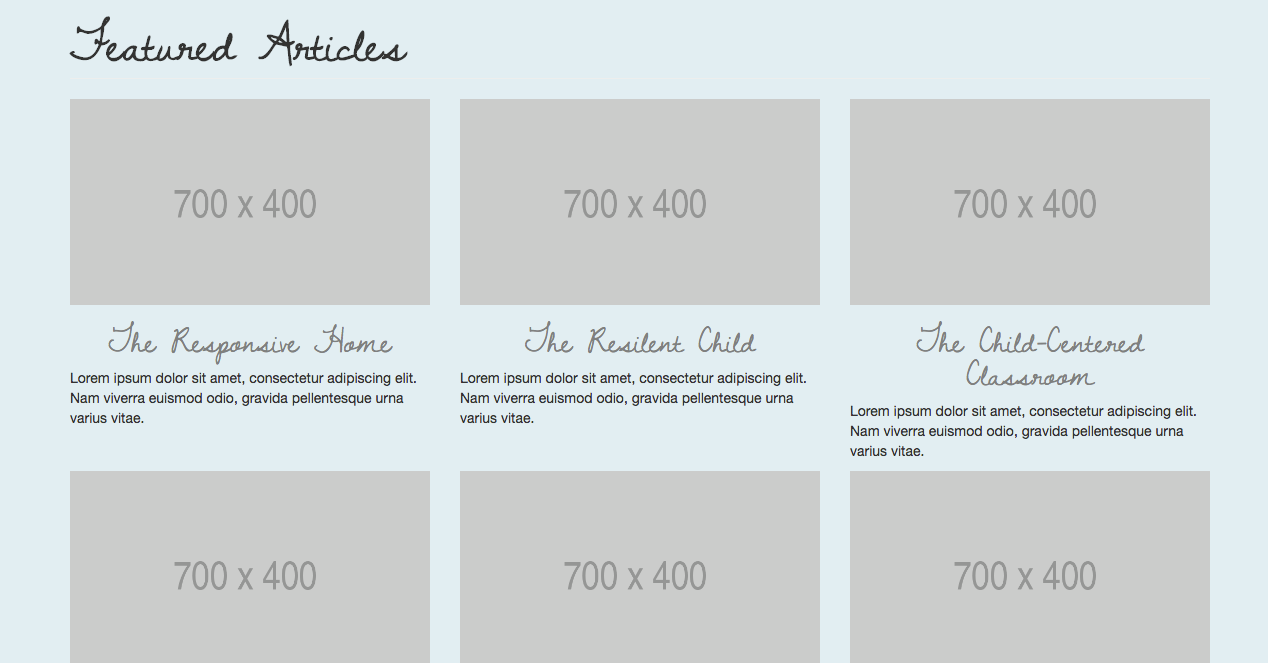 Featured Articles
700 x 400
700 x 400
700 x 400
The Responsive Home
Lorem ipsum dolor sit amet, consectetur adipiscing elit.
Nam viverra euismod odio, gravida pellentesque urna
varius vitae.
The Resilent Child
Lorem ipsum dolor sit amet, consectetur adipiscing elit.
Nam viverra euismod odio, gravida pellentesque urna
varius vitae.
The Child-Centered
Classroom
Lorem ipsum dolor sit amet, consectetur adipiscing elit.
Nam viverra euismod odio, gravida pellentesque urna
varius vitae.
700 x 400
700 x 400
700 x 400